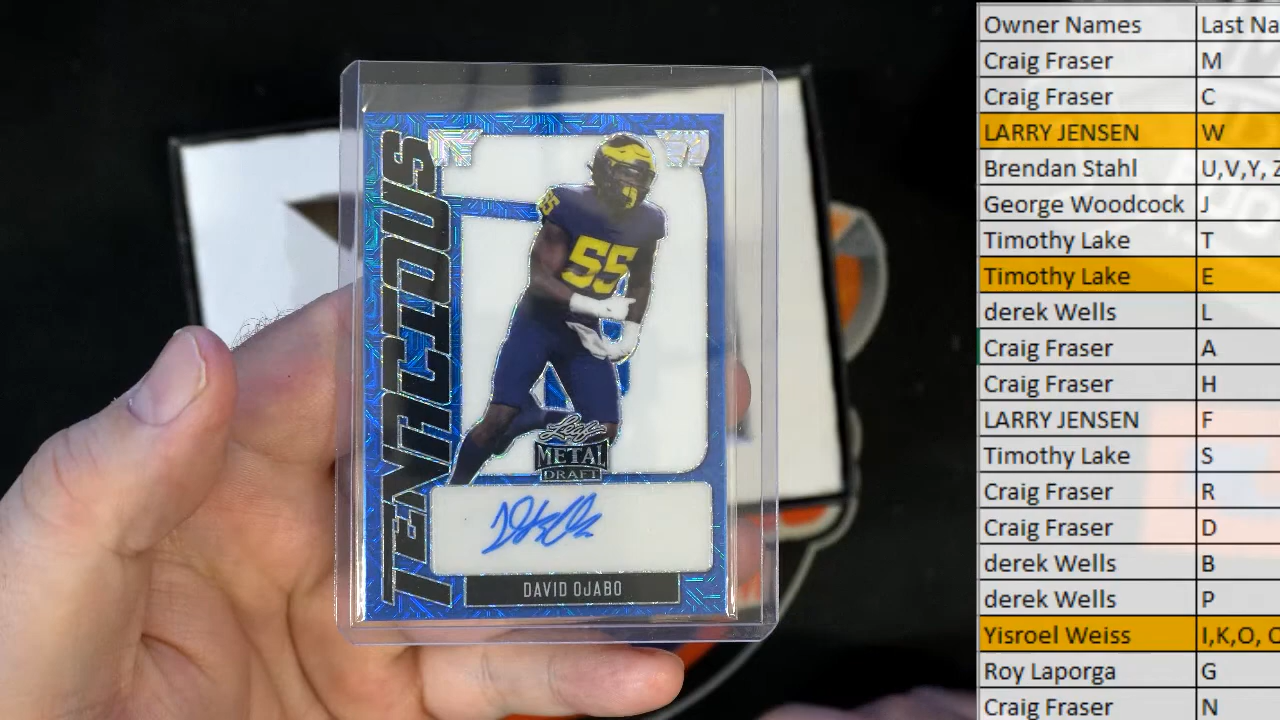 TENACIOUS
55
55
Leaf
METAL
DRAFT
DAVID OJABO
Owner Names Last Na
Craig Fraser M
Craig Fraser C
LARRY JENSEN W
Brendan Stahl U,V,Y, Z
George Woodcock J
Timothy Lake T
Timothy Lake E
derek Wells L
Craig Fraser A
Craig Fraser H
LARRY JENSEN F
Timothy Lake S
Craig Fraser R
Craig Fraser D
derek Wells B
derek Wells P
Yisroel Weiss I,K,O, Q
Roy Laporga G
Craig Fraser N